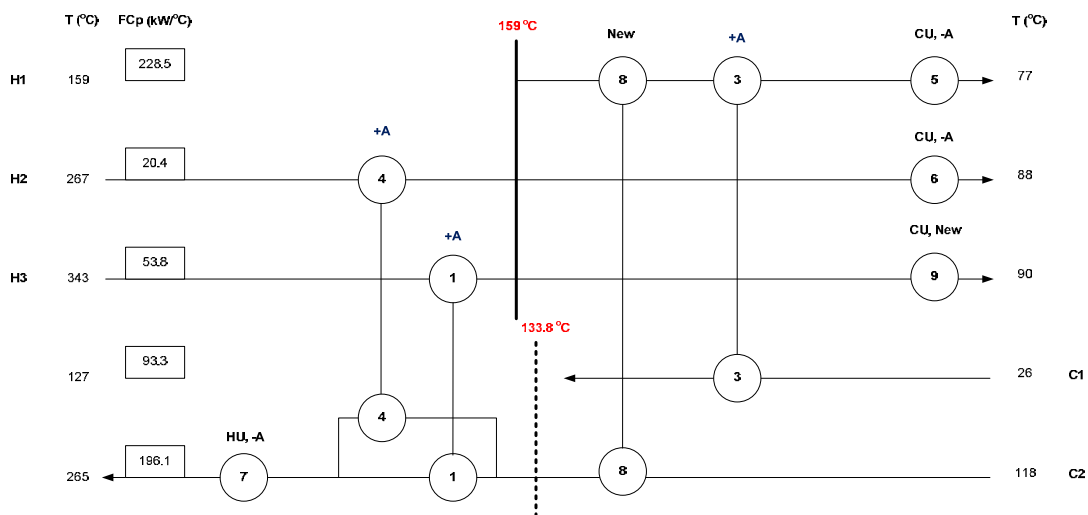 T (°C) FCp (kW/°C) T (°C)
159 °C
New +A CU, -A
H1 159 228.5 8 3 5 77
+A CU, -A
H2 267 20.4 4 6 88
+A CU, New
H3 343 53.8 1 9 90
133.8 °C
127 93.3 3 26 C1
4
HU, -A
265 196.1 7 1 8 118 C2